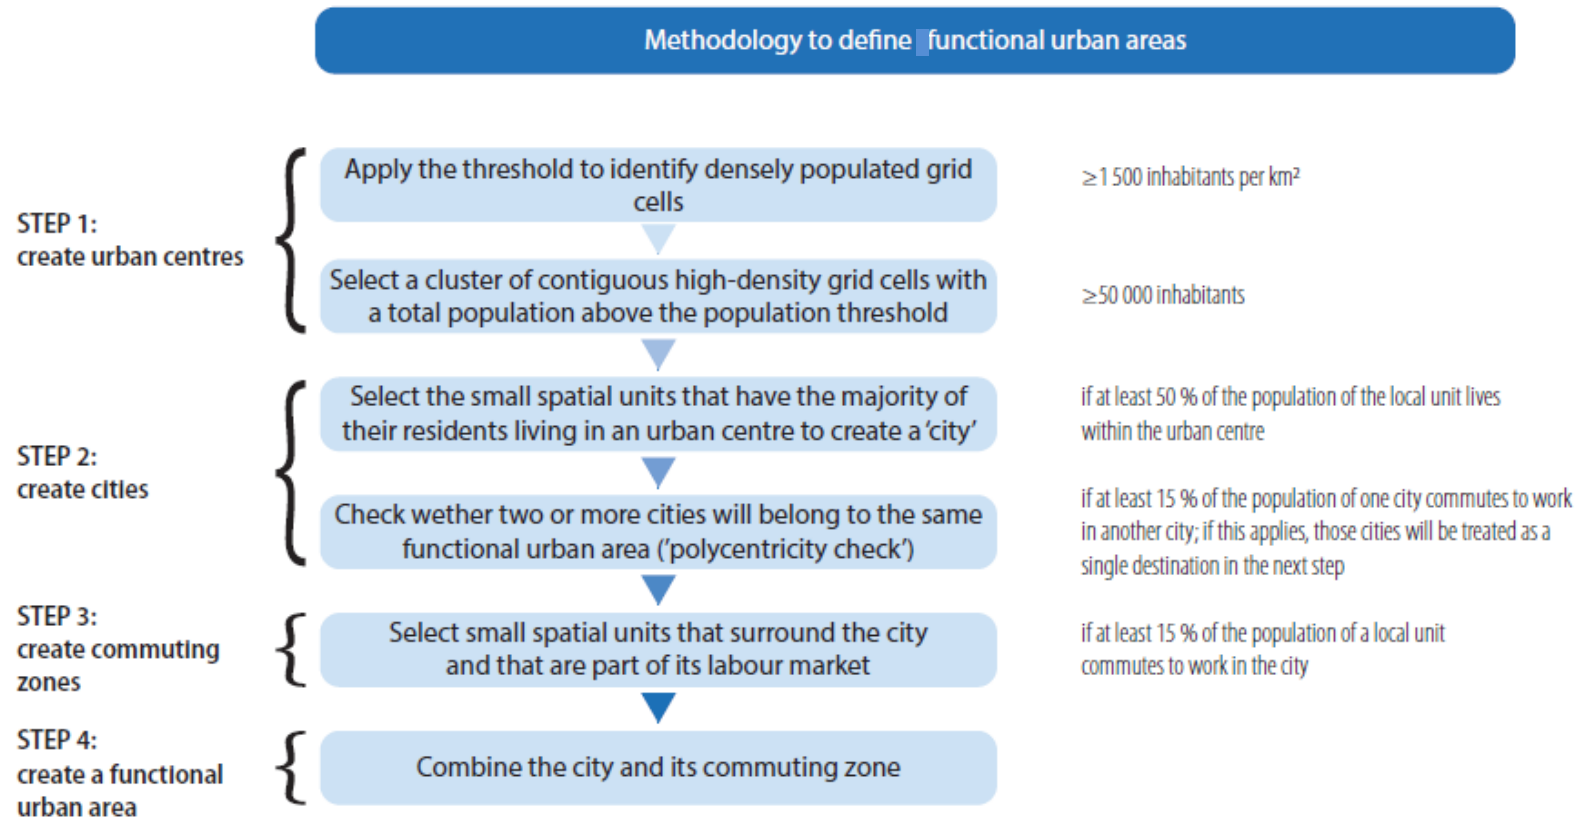 Methodology to define functional urban areas
STEP 1:
create urban centres
Apply the threshold to identify densely populated grid
cells
≥1 500 inhabitants per km²
Select a cluster of contiguous high-density grid cells with
a total population above the population threshold
≥50 000 inhabitants
STEP 2:
create cities
Select the small spatial units that have the majority of
their residents living in an urban centre to create a 'city'
if at least 50 % of the population of the local unit lives
within the urban centre
Check wether two or more cities will belong to the same
functional urban area ('polycentricity check')
if at least 15 % of the population of one city commutes to work
in another city; if this applies, those cities will be treated as a
single destination in the next step
STEP 3:
create commuting
zones
Select small spatial units that surround the city
and that are part of its labour market
if at least 15 % of the population of a local unit
commutes to work in the city
STEP 4:
create a functional
urban area
Combine the city and its commuting zone